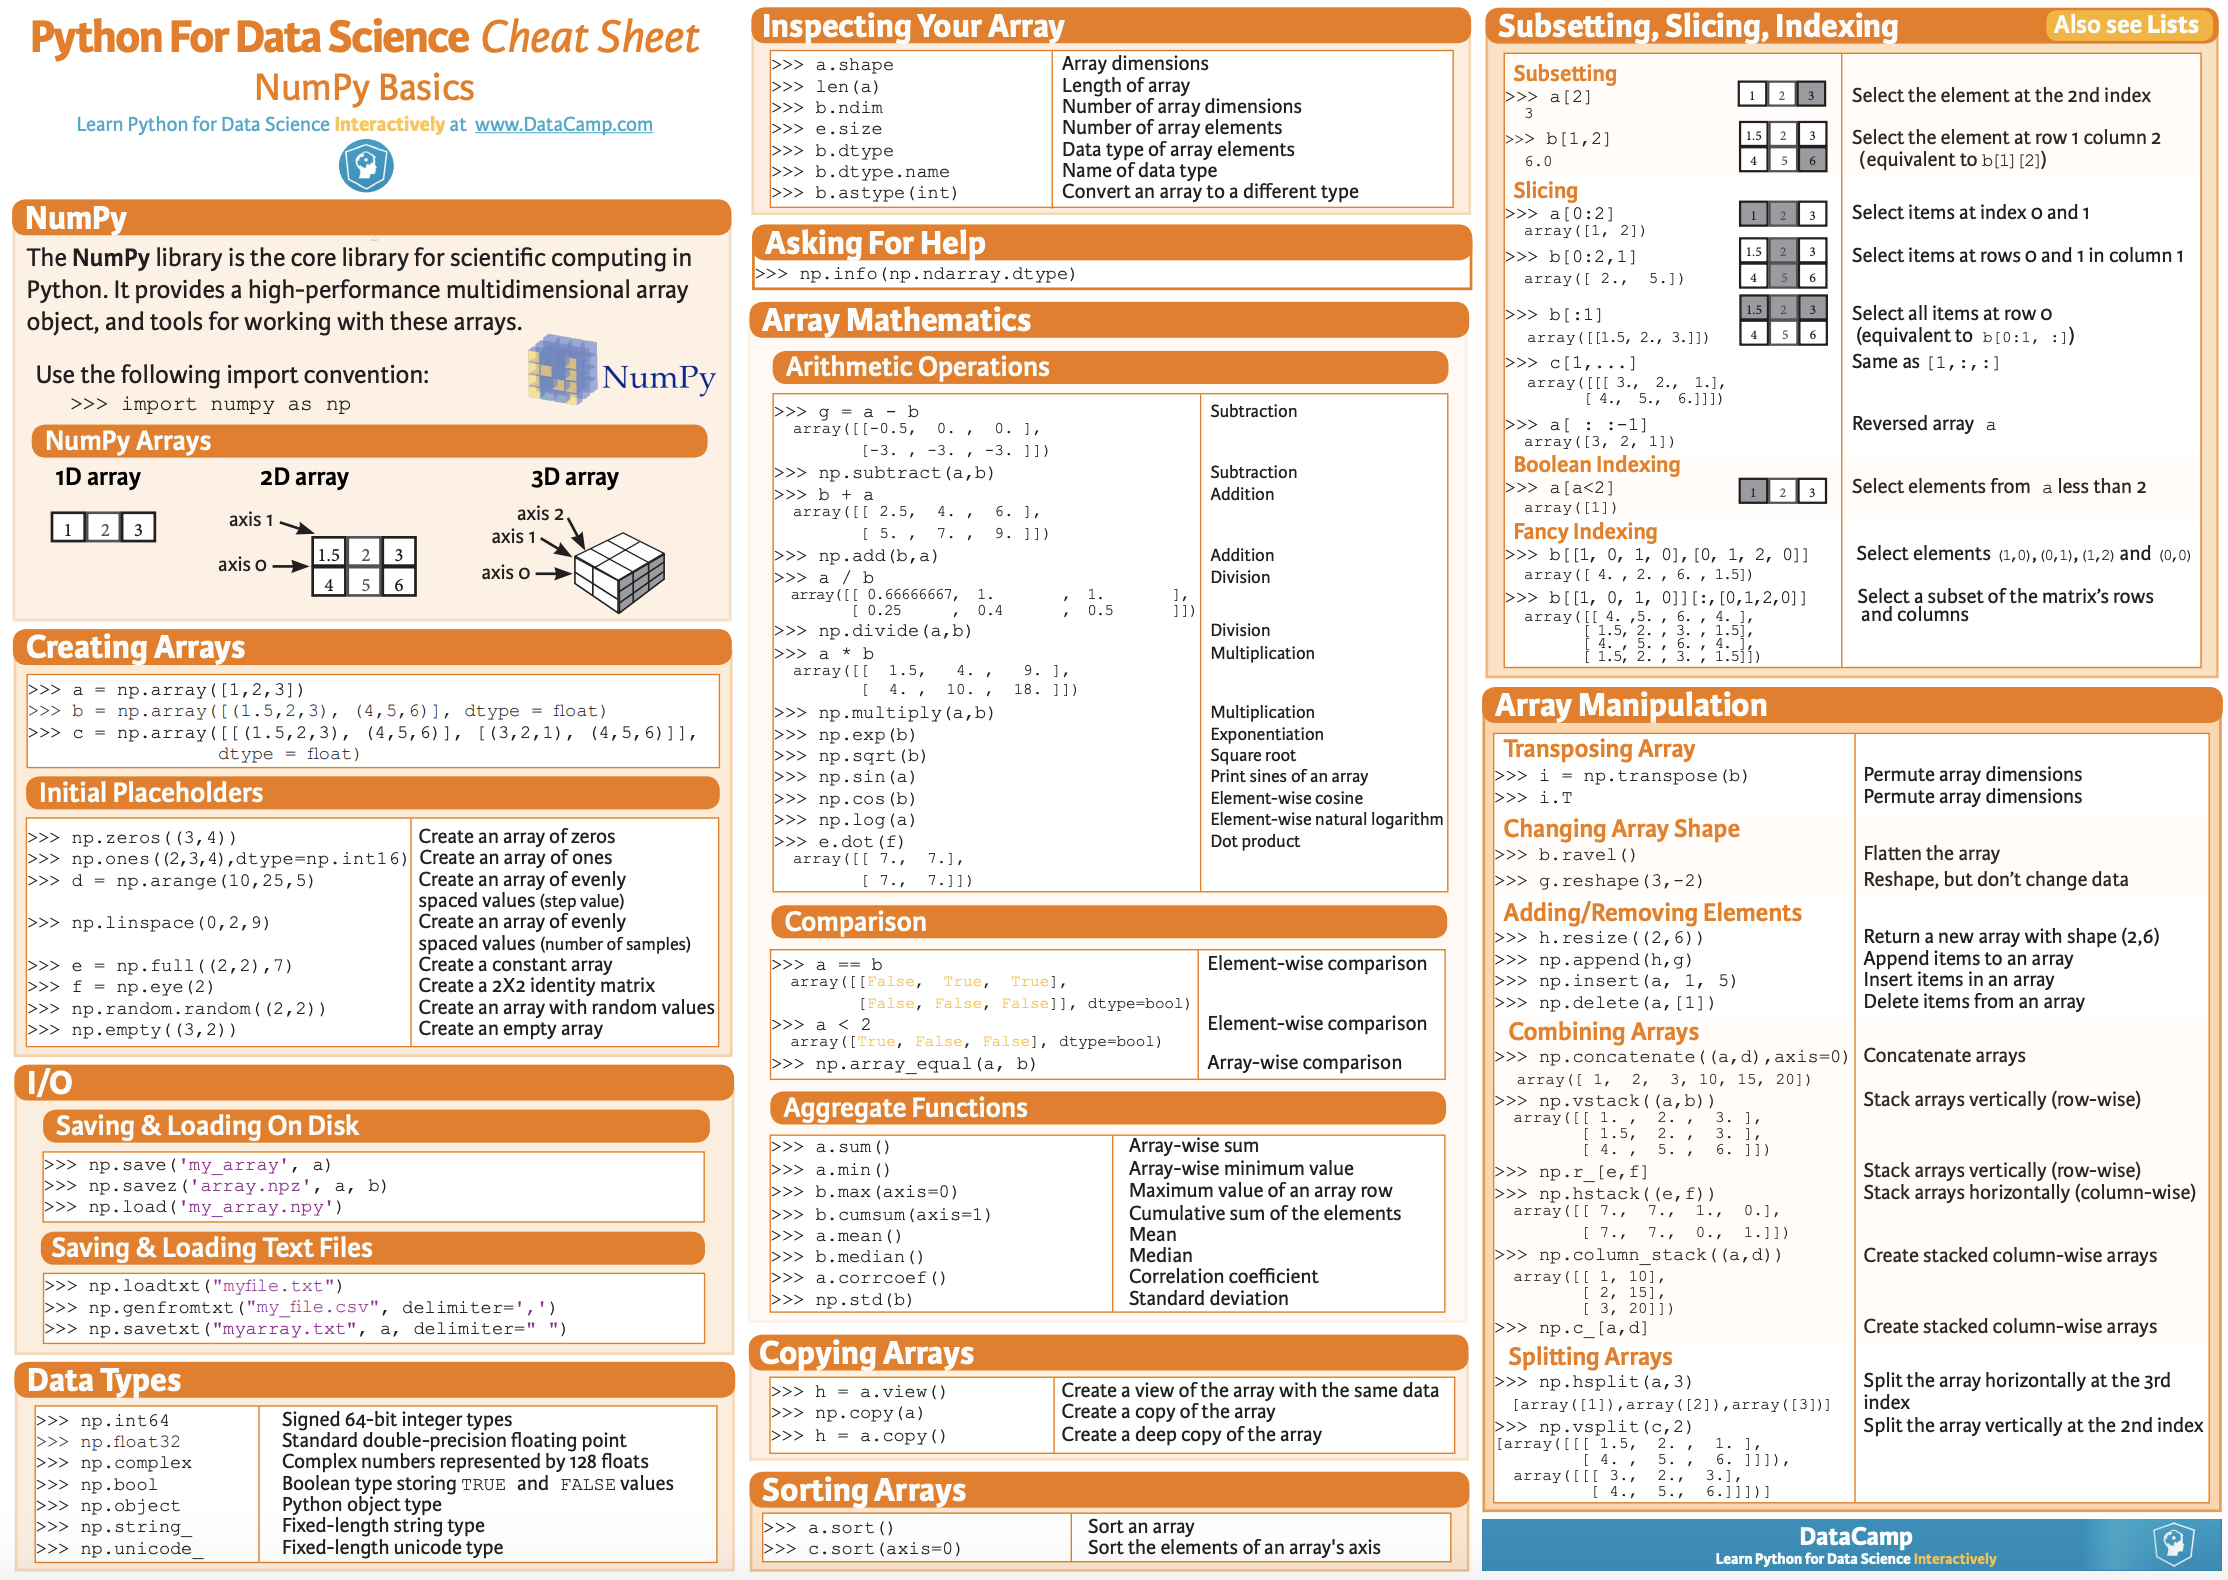 Python For Data Science Cheat Sheet
NumPy Basics
Learn Python for Data Science Interactively at www.DataCamp.com
NumPy
The NumPy library is the core library for scientific computing in
Python. It provides a high-performance multidimensional array
object, and tools for working with these arrays.
NumPy
Use the following import convention:
>>> import numpy as np
NumPy Arrays
1D array 2D array 3D array
1 2 3
axis 1
axis 0
1.5 2 3
4 5 6
axis 2
axis 1
axis 0
Creating Arrays
>>> a = np.array([1,2,3])
>>> b = np.array([(1.5,2,3), (4,5,6)], dtype = float)
>>> c = np.array([[(1.5,2,3), (4,5,6)], [(3,2,1), (4,5,6)]],
dtype = float)
Initial Placeholders
>>> np.zeros((3,4)) Create an array of zeros
>>> np.ones((2,3,4),dtype=np.int16) Create an array of ones
>>> d = np.arange(10,25,5) Create an array of evenly
spaced values (step value)
>>> np.linspace(0,2,9) Create an array of evenly
spaced values (number of samples)
>>> e = np.full((2,2),7) Create a constant array
>>> f = np.eye(2) Create a 2X2 identity matrix
>>> np.random.random((2,2)) Create an array with random values
>>> np.empty((3,2)) Create an empty array
I/O
Saving & Loading On Disk
>>> np.save('my_array', a)
>>> np.savez('array.npz', a, b)
>>> np.load('my_array.npy')
Saving & Loading Text Files
>>> np.loadtxt("myfile.txt")
>>> np.genfromtxt("my_file.csv", delimiter=',')
>>> np.savetxt("myarray.txt", a, delimiter=" ")
Data Types
>>> np.int64 Signed 64-bit integer types
>>> np.float32 Standard double-precision floating point
>>> np.complex Complex numbers represented by 128 floats
>>> np.bool Boolean type storing TRUE and FALSE values
>>> np.object Python object type
>>> np.string_ Fixed-length string type
>>> np.unicode_ Fixed-length unicode type
Inspecting Your Array
>>> a.shape Array dimensions
>>> len(a) Length of array
>>> b.ndim Number of array dimensions
>>> e.size Number of array elements
>>> b.dtype Data type of array elements
>>> b.dtype.name Name of data type
>>> b.astype(int) Convert an array to a different type
Asking For Help
>>> np.info(np.ndarray.dtype)
Array Mathematics
Arithmetic Operations
>>> g = a - b Subtraction
array([[-0.5, 0. , 0. ],
[-3. , -3. , -3. ]])
>>> np.subtract(a,b) Subtraction
>>> b + a Addition
array([[ 2.5, 4. , 6. ],
[ 5. , 7. , 9. ]])
>>> np.add(b,a) Addition
>>> a / b Division
array([[ 0.66666667, 1. , 1. ],
[ 0.25 , 0.4 , 0.5 ]])
>>> np.divide(a,b) Division
>>> a * b Multiplication
array([[ 1.5, 4. , 9. ],
[ 4. , 10. , 18. ]])
>>> np.multiply(a,b) Multiplication
>>> np.exp(b) Exponentiation
>>> np.sqrt(b) Square root
>>> np.sin(a) Print sines of an array
>>> np.cos(b) Element-wise cosine
>>> np.log(a) Element-wise natural logarithm
>>> e.dot(f) Dot product
array([[ 7., 7.],
[ 7., 7.]])
Comparison
>>> a == b Element-wise comparison
array([[False, True, True],
[False, False, False]], dtype=bool)
>>> a < 2 Element-wise comparison
array([True, False, False], dtype=bool)
>>> np.array_equal(a, b) Array-wise comparison
Aggregate Functions
>>> a.sum() Array-wise sum
>>> a.min() Array-wise minimum value
>>> b.max(axis=0) Maximum value of an array row
>>> b.cumsum(axis=1) Cumulative sum of the elements
>>> a.mean() Mean
>>> b.median() Median
>>> a.corrcoef() Correlation coefficient
>>> np.std(b) Standard deviation
Copying Arrays
>>> h = a.view() Create a view of the array with the same data
>>> np.copy(a) Create a copy of the array
>>> h = a.copy() Create a deep copy of the array
Sorting Arrays
>>> a.sort() Sort an array
>>> c.sort(axis=0) Sort the elements of an array's axis
Subsetting, Slicing, Indexing Also see Lists
Subsetting
>>> a[2] 1 2 3 Select the element at the 2nd index
3
>>> b[1,2] 1.5 2 3 Select the element at row 1 column 2
6.0 4 5 6 (equivalent to b[1][2])
Slicing
>>> a[0:2] 1 2 3 Select items at index 0 and 1
array([1, 2])
>>> b[0:2,1] 1.5 2 3 Select items at rows 0 and 1 in column 1
array([ 2., 5.]) 4 5 6
>>> b[:1] 1.5 2 3 Select all items at row 0
array([[1.5, 2., 3.]]) 4 5 6 (equivalent to b[0:1, :])
>>> c[1,...] Same as [1,:,:]
array([[[ 3., 2., 1.],
[ 4., 5., 6.]]])
>>> a[ : :-1] Reversed array a
array([3, 2, 1])
Boolean Indexing
>>> a[a<2] 1 2 3 Select elements from a less than 2
array([1])
Fancy Indexing
>>> b[[1, 0, 1, 0],[0, 1, 2, 0]] Select elements (1,0),(0,1),(1,2) and (0,0)
array([ 4. , 2. , 6. , 1.5])
>>> b[[1, 0, 1, 0]][:,[0,1,2,0]] Select a subset of the matrix's rows
array([[ 4. ,5. , 6. , 4. ], and columns
[ 1.5, 2. , 3. , 1.5],
[ 4. , 5. , 6. , 4. ],
[ 1.5, 2. , 3. , 1.5]])
Array Manipulation
Transposing Array
>>> i = np.transpose(b) Permute array dimensions
>>> i.T Permute array dimensions
Changing Array Shape
>>> b.ravel() Flatten the array
>>> g.reshape(3,-2) Reshape, but don't change data
Adding/Removing Elements
>>> h.resize((2,6)) Return a new array with shape (2,6)
>>> np.append(h,g) Append items to an array
>>> np.insert(a, 1, 5) Insert items in an array
>>> np.delete(a,[1]) Delete items from an array
Combining Arrays
>>> np.concatenate((a,d),axis=0) Concatenate arrays
array([ 1, 2, 3, 10, 15, 20])
>>> np.vstack((a,b)) Stack arrays vertically (row-wise)
array([[ 1. , 2. , 3. ],
[ 1.5, 2. , 3. ],
[ 4. , 5. , 6. ]])
>>> np.r_[e,f] Stack arrays vertically (row-wise)
>>> np.hstack((e,f)) Stack arrays horizontally (column-wise)
array([[ 7., 7., 1., 0.],
[ 7., 7., 0., 1.]])
>>> np.column_stack((a,d)) Create stacked column-wise arrays
array([[ 1, 10],
[ 2, 15],
[ 3, 20]])
>>> np.c_[a,d] Create stacked column-wise arrays
Splitting Arrays
>>> np.hsplit(a,3) Split the array horizontally at the 3rd
[array([1]),array([2]),array([3])] index
>>> np.vsplit(c,2) Split the array vertically at the 2nd index
[array([[[ 1.5, 2. , 1. ],
[ 4. , 5. , 6. ]]]),
array([[[ 3., 2., 3.],
[ 4., 5., 6.]]])]
DataCamp
Learn Python for Data Science Interactively